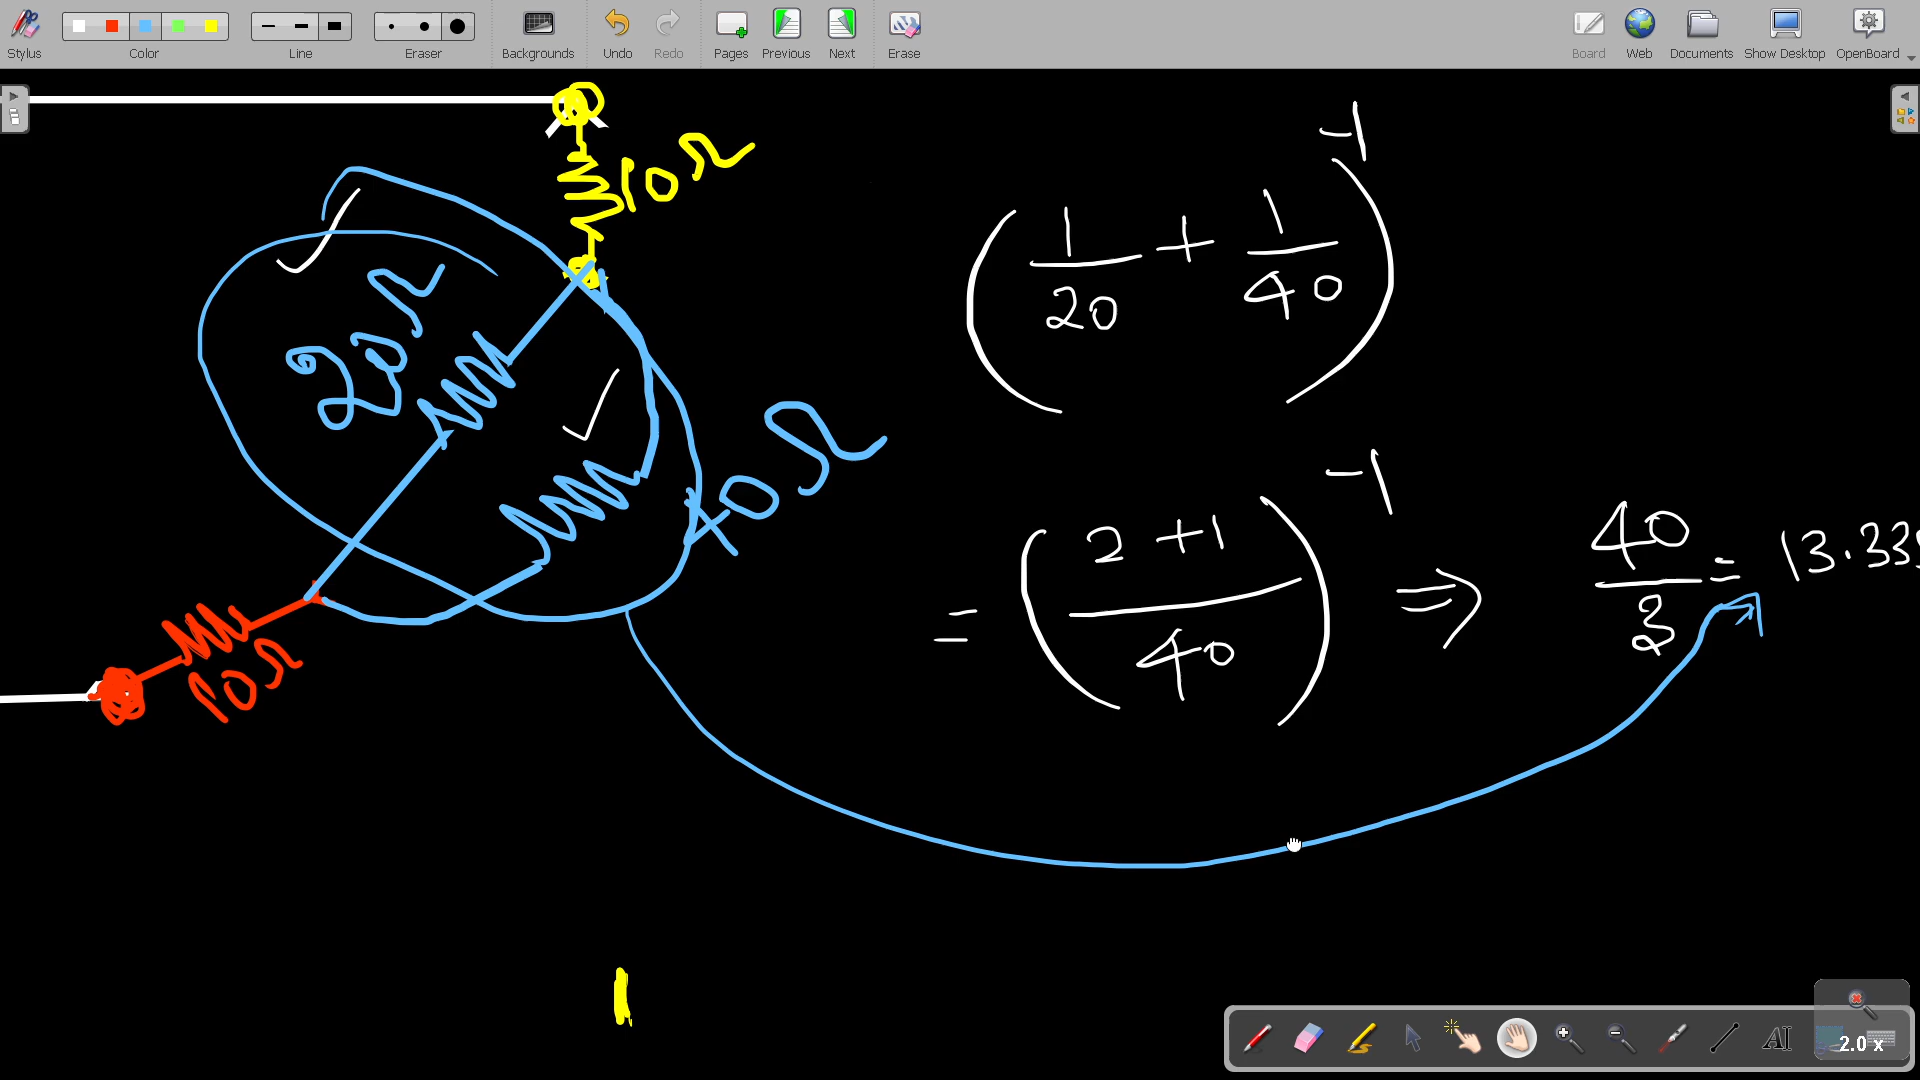 Stylus Color Line Eraser Backgrounds Undo Redo Pages Previous Next Erase Board Web Documents Show Desktop OpenBoard
10Ω
20Ω
40Ω
10Ω
(1/20 + 1/40)^-1
= (2+1/40)^-1 ⇒ 40/3 = 13.33
1
2.0 x